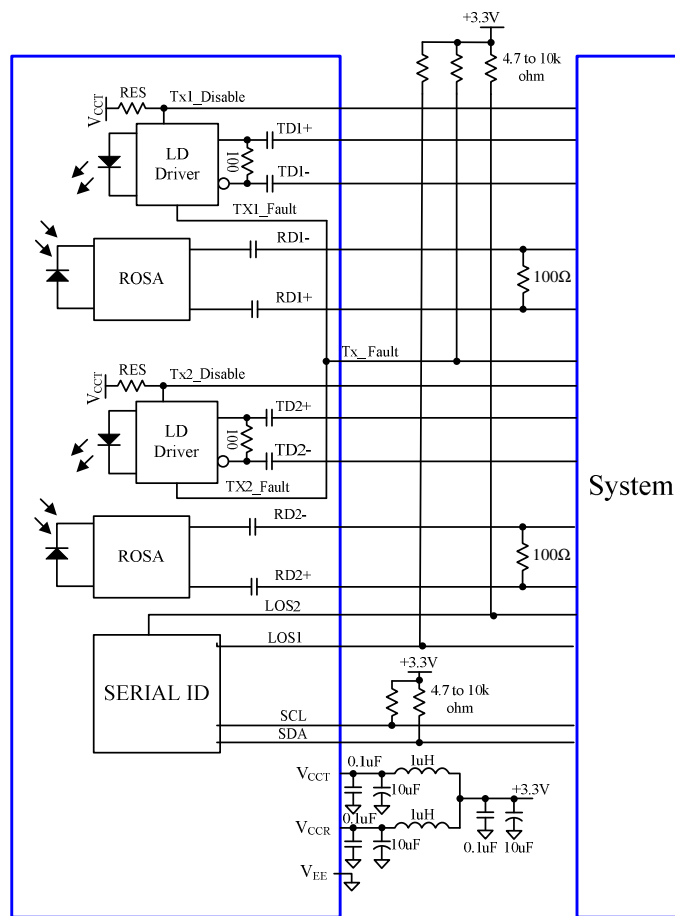 +3.3V
4.7 to 10k
ohm
RES
Tx1_Disable
VCCT
TD1+
LD
Driver
100
TD1-
TX1_Fault
RD1-
ROSA
100Ω
RD1+
Tx_Fault
RES
Tx2_Disable
VCCT
TD2+
LD
Driver
100
TD2-
TX2_Fault
System
RD2-
ROSA
100Ω
RD2+
LOS2
LOS1
+3.3V
SERIAL ID
4.7 to 10k
ohm
SCL
SDA
0.1uF
1uH
VCCT
10uF
+3.3V
0.1uF
1uH
VCCR
10uF
0.1uF
10uF
VEE